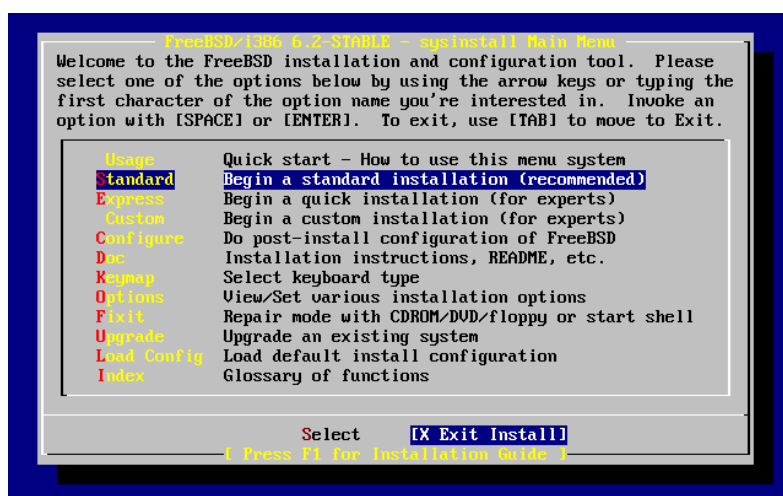 FreeBSD/i386 6.2-STABLE - sysinstall Main Menu
Welcome to the FreeBSD installation and configuration tool.  Please
select one of the options below by using the arrow keys or typing the
first character of the option name you're interested in.  Invoke an
option with [SPACE] or [ENTER].  To exit, use [TAB] to move to Exit.
Usage Quick start - How to use this menu system
Standard Begin a standard installation (recommended)
Express Begin a quick installation (for experts)
Custom Begin a custom installation (for experts)
Configure Do post-install configuration of FreeBSD
Doc Installation instructions, README, etc.
Keymap Select keyboard type
Options View/Set various installation options
Fixit Repair mode with CDROM/DVD/floppy or start shell
Upgrade Upgrade an existing system
Load Config Load default install configuration
Index Glossary of functions
Select [X Exit Install]
[ Press F1 for Installation Guide ]